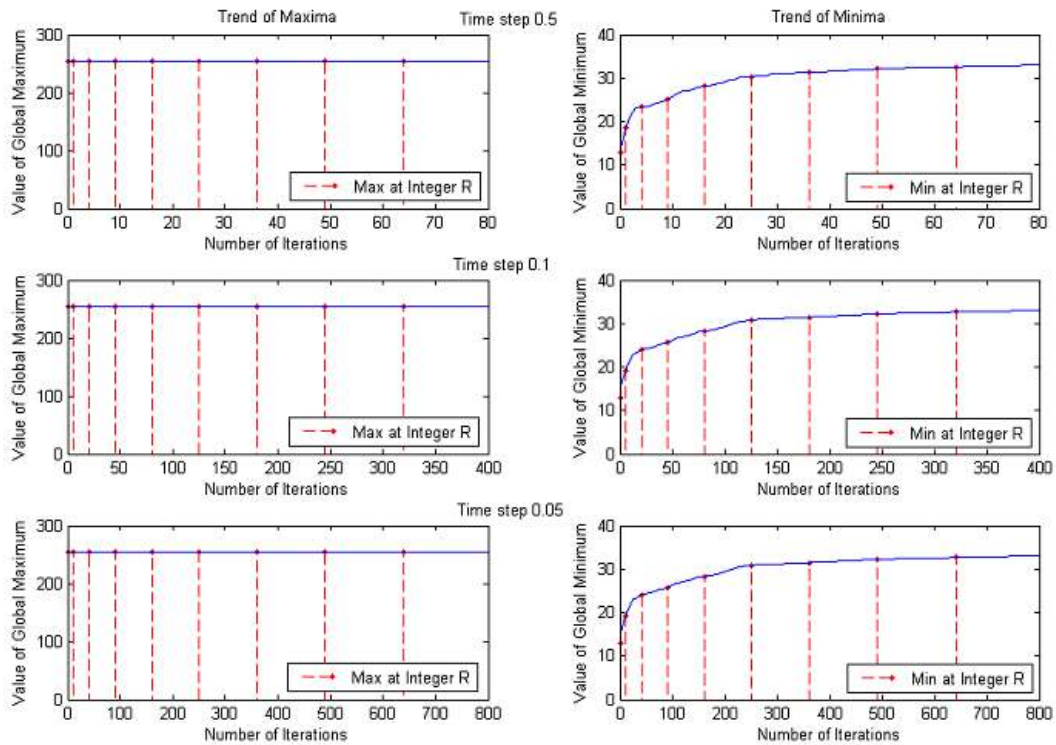 Trend of Maxima
Time step 0.5
Trend of Minima
Value of Global Maximum
300
200
100
0
0 10 20 30 40 50 60 70 80
Number of Iterations
Max at Integer R
Value of Global Minimum
40
30
20
10
0
0 10 20 30 40 50 60 70 80
Number of Iterations
Min at Integer R
Time step 0.1
Value of Global Maximum
300
200
100
0
0 50 100 150 200 250 300 350 400
Number of Iterations
Max at Integer R
Value of Global Minimum
40
30
20
10
0
0 50 100 150 200 250 300 350 400
Number of Iterations
Min at Integer R
Time step 0.05
Value of Global Maximum
300
200
100
0
0 100 200 300 400 500 600 700 800
Number of Iterations
Max at Integer R
Value of Global Minimum
40
30
20
10
0
0 100 200 300 400 500 600 700 800
Number of Iterations
Min at Integer R